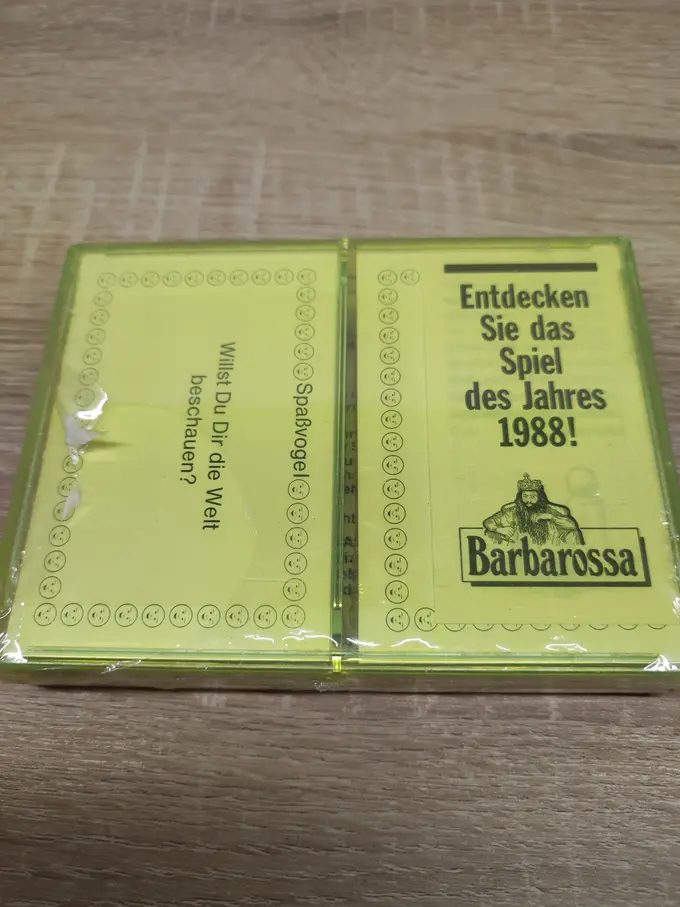 Spaßvogel
Willst Du Dir die Welt
beschauen?
Entdecken
Sie das
Spiel
des Jahres
1988!
Barbarossa